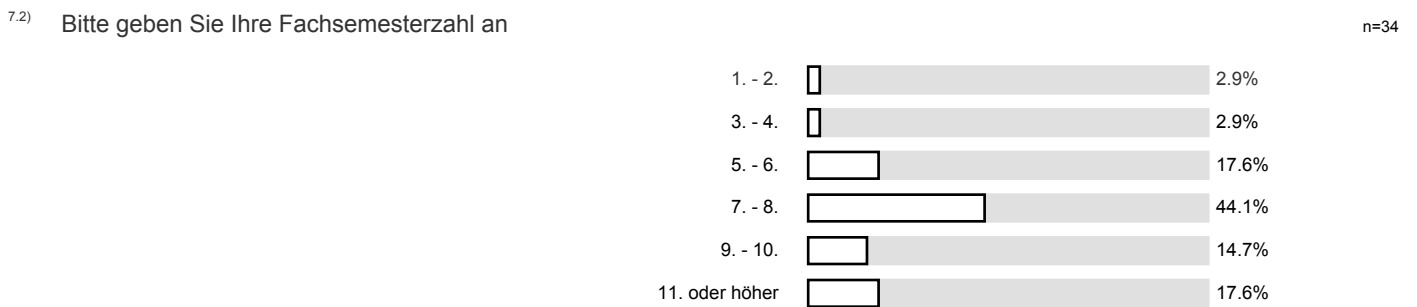 7.2) Bitte geben Sie Ihre Fachsemesterzahl an n=34
1. - 2. 2.9%
3. - 4. 2.9%
5. - 6. 17.6%
7. - 8. 44.1%
9. - 10. 14.7%
11. oder höher 17.6%